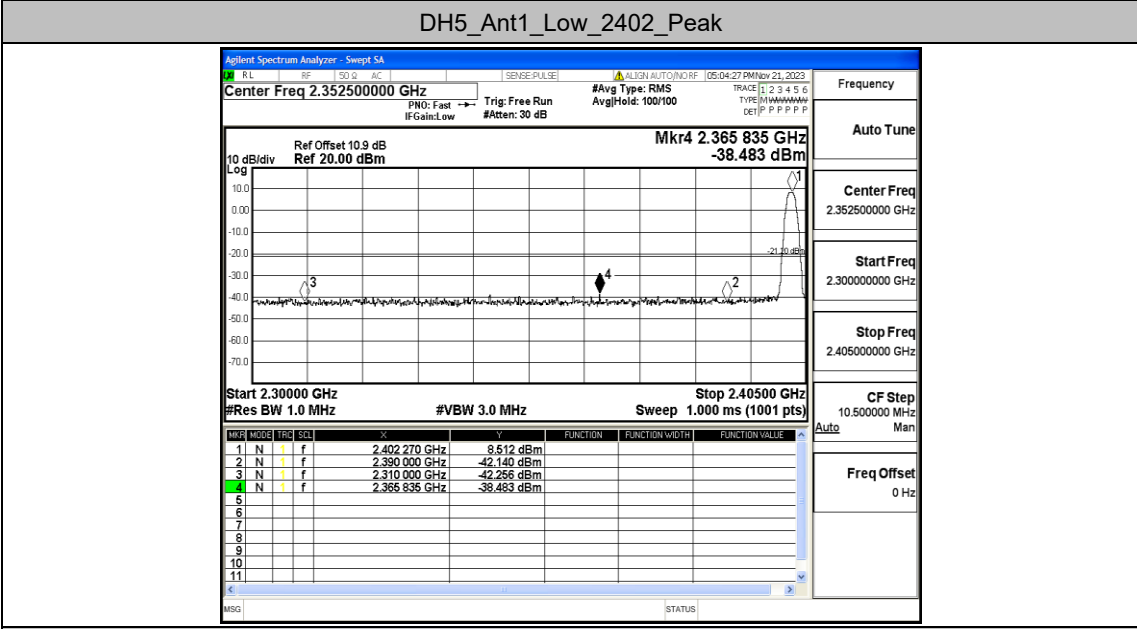 DH5_Ant1_Low_2402_Peak
Agilent Spectrum Analyzer - Swept SA
LXI RL RF 50 Ω AC SENSE:PULSE ALIGN AUTO/NO RF 05:04:27 PM Nov 21, 2023
Center Freq 2.352500000 GHz
PNO: Fast
IFGain:Low
Trig: Free Run
#Atten: 30 dB
#Avg Type: RMS
Avg|Hold: 100/100
TRACE 1 2 3 4 5 6
TYPE M WWWWW
DET P P P P P P
Mkr4 2.365 835 GHz
-38.483 dBm
Ref Offset 10.9 dB
10 dB/div Ref 20.00 dBm
Log
10.0
0.00
-10.0
-20.0
-30.0
-40.0
-50.0
-60.0
-70.0
1
-21.20 dBm
3
4
2
Start 2.30000 GHz Stop 2.40500 GHz
#Res BW 1.0 MHz #VBW 3.0 MHz Sweep 1.000 ms (1001 pts)
MKR MODE TRC SCL X Y FUNCTION FUNCTION WIDTH FUNCTION VALUE
1 N 1 f 2.402 270 GHz 8.512 dBm
2 N 1 f 2.390 000 GHz -42.140 dBm
3 N 1 f 2.310 000 GHz -42.256 dBm
4 N 1 f 2.365 835 GHz -38.483 dBm
5
6
7
8
9
10
11
MSG STATUS
Frequency
Auto Tune
Center Freq
2.352500000 GHz
Start Freq
2.300000000 GHz
Stop Freq
2.405000000 GHz
CF Step
10.500000 MHz
Auto Man
Freq Offset
0 Hz